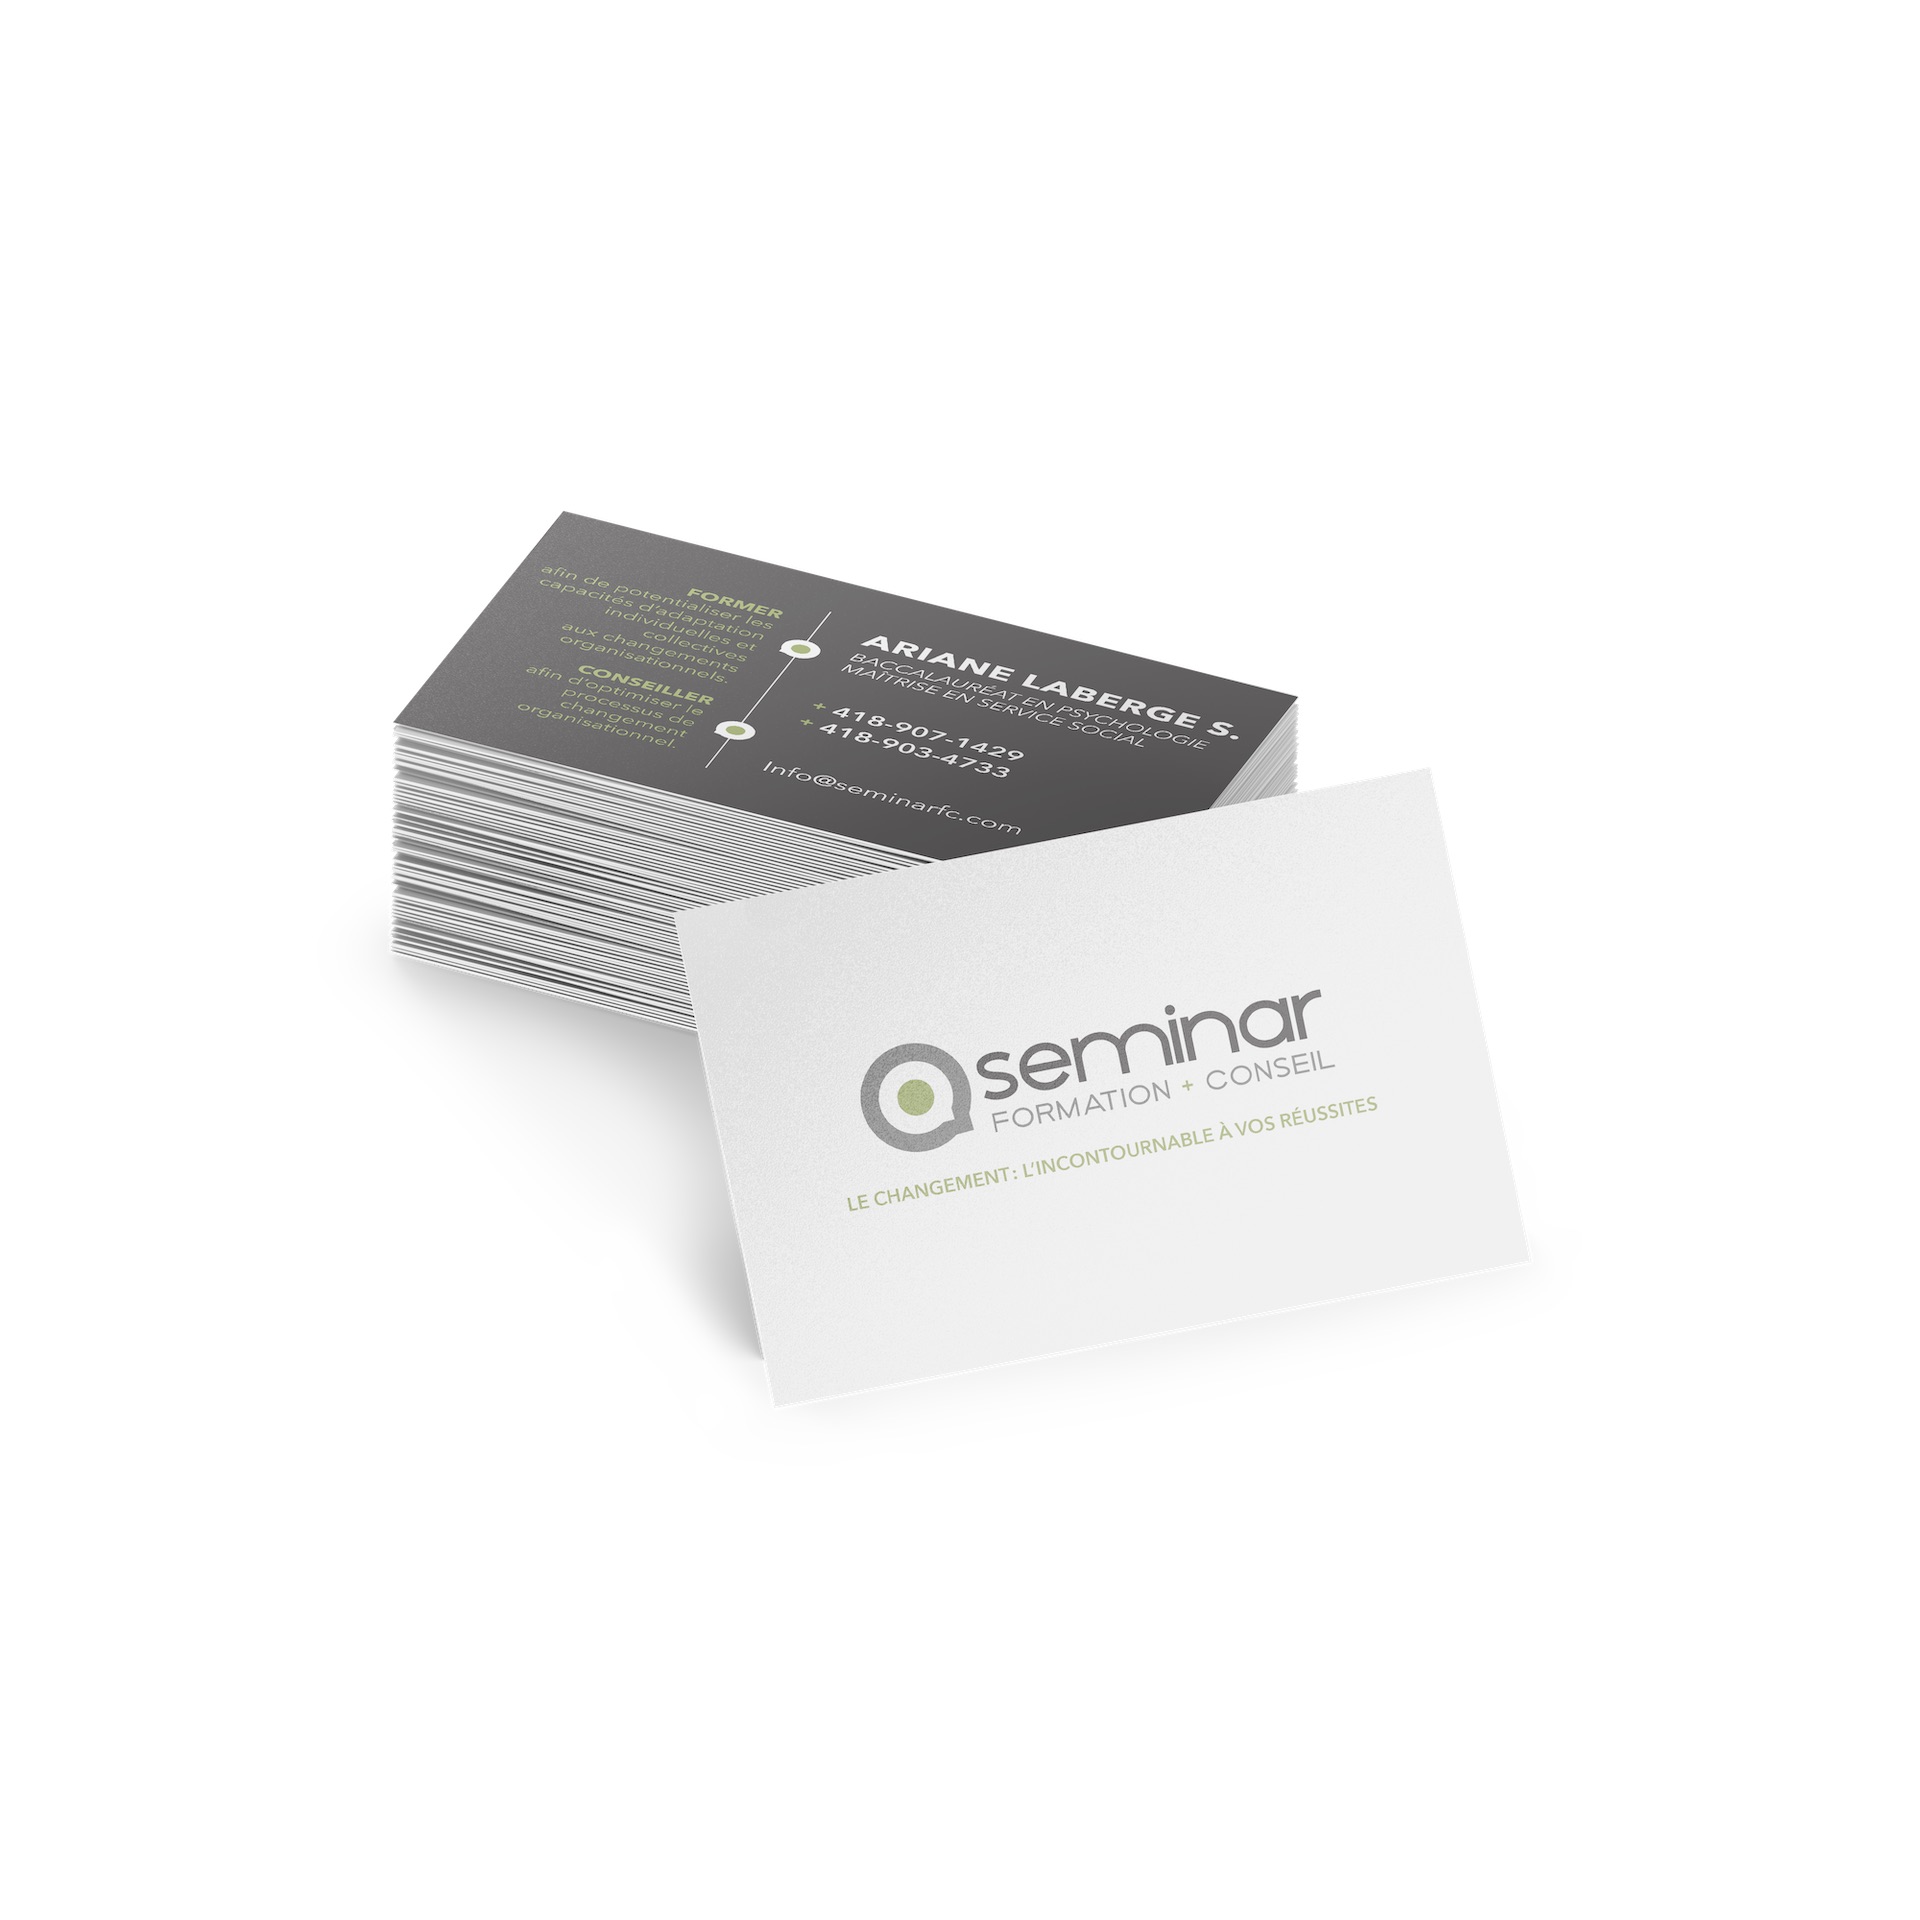 FORMER
afin de potentialiser les
capacités d'adaptation
individuelles et
collectives
aux changements
organisationnels.
CONSEILLER
afin d'optimiser le
processus de
changement
organisationnel.
ARIANE LABERGE S.
BACCALAURÉAT EN PSYCHOLOGIE
MAÎTRISE EN SERVICE SOCIAL
+ 418-907-1429
+ 418-903-4733
Info@seminarfc.com
seminar
FORMATION + CONSEIL
LE CHANGEMENT : L'INCONTOURNABLE À VOS RÉUSSITES